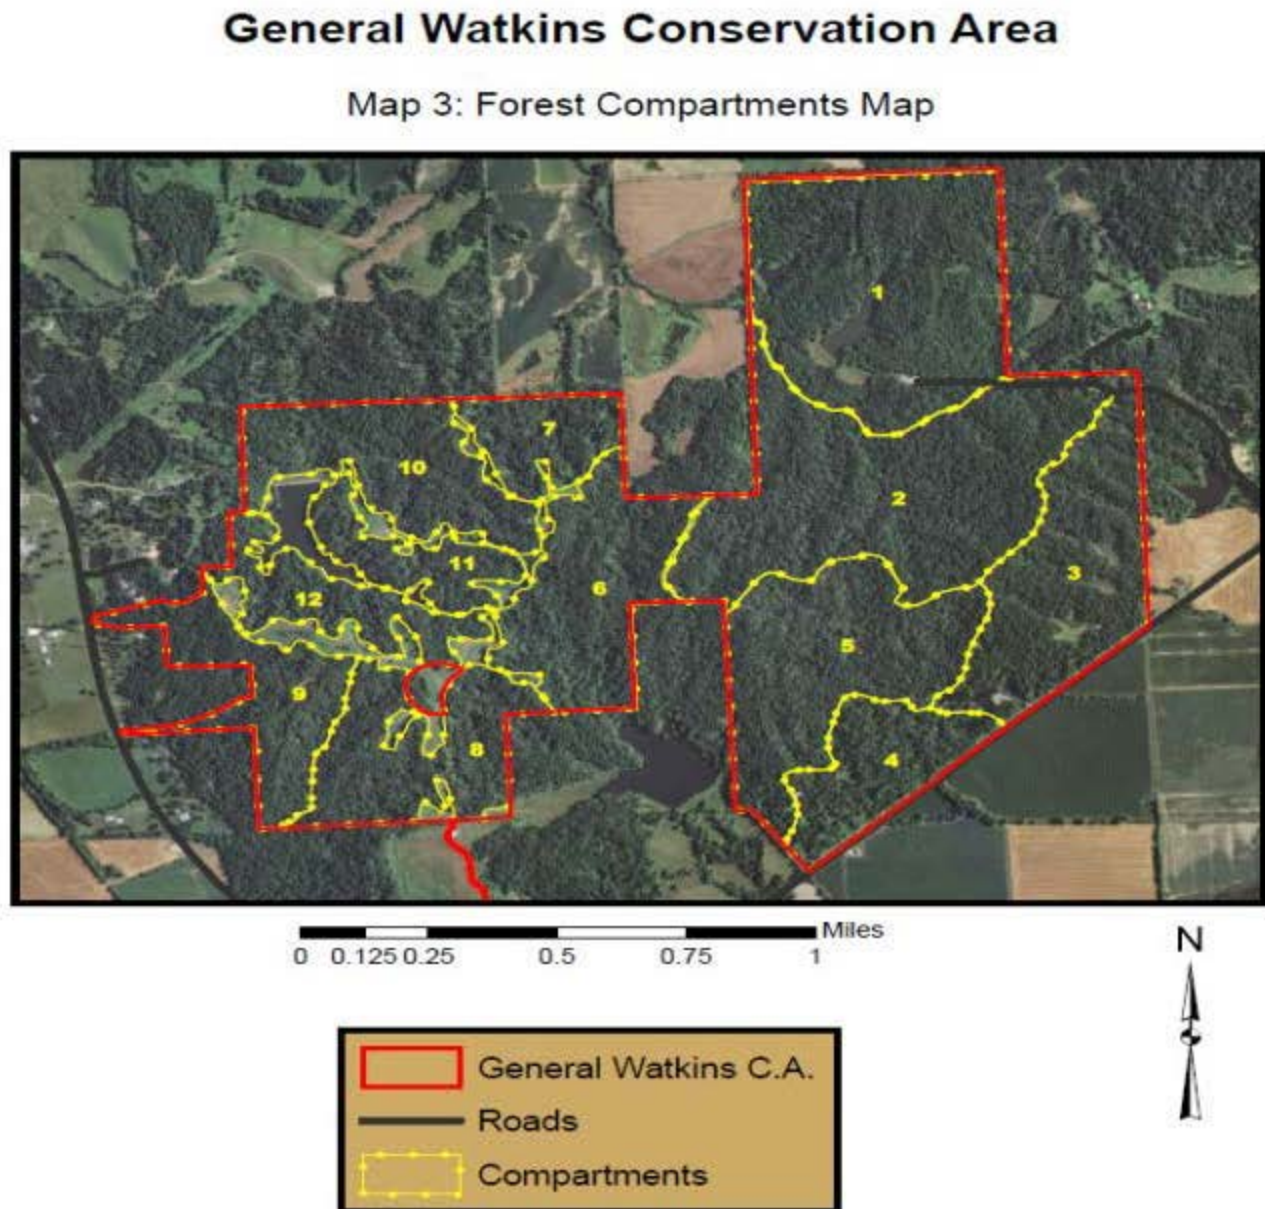 General Watkins Conservation Area
Map 3: Forest Compartments Map
1
7
10
2
11
3
6
12
5
9
8
4
Miles
0 0.125 0.25 0.5 0.75 1
N
General Watkins C.A.
Roads
Compartments